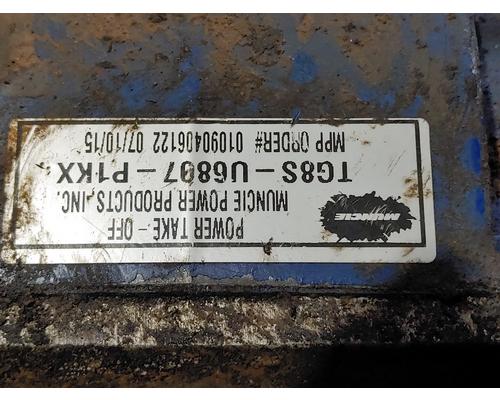 POWER TAKE - OFF
MUNCIE POWER PRODUCTS, INC.
MUNCIE
TG8S - U6807 - P1KX
MPP ORDER# 01090406122 07/10/15